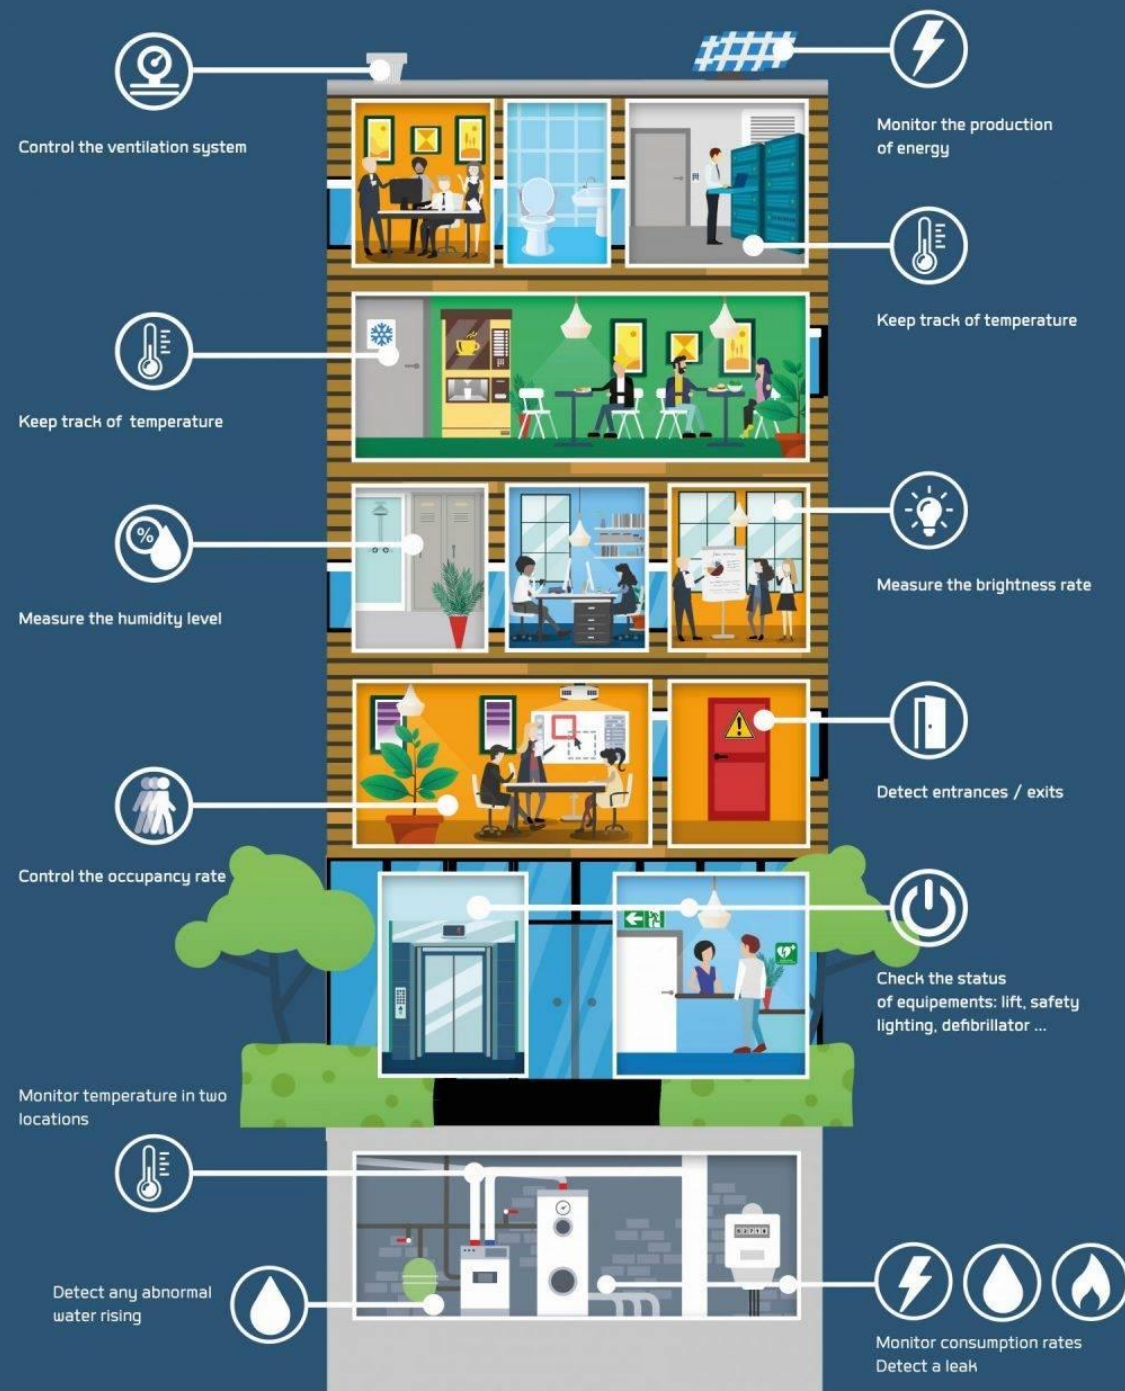 Control the ventilation system
Monitor the production
of energy
Keep track of temperature
Keep track of temperature
%
Measure the humidity level
Measure the brightness rate
Detect entrances / exits
Control the occupancy rate
Check the status
of equipements: lift, safety
lighting, defibrillator ...
Monitor temperature in two
locations
Detect any abnormal
water rising
Monitor consumption rates
Detect a leak